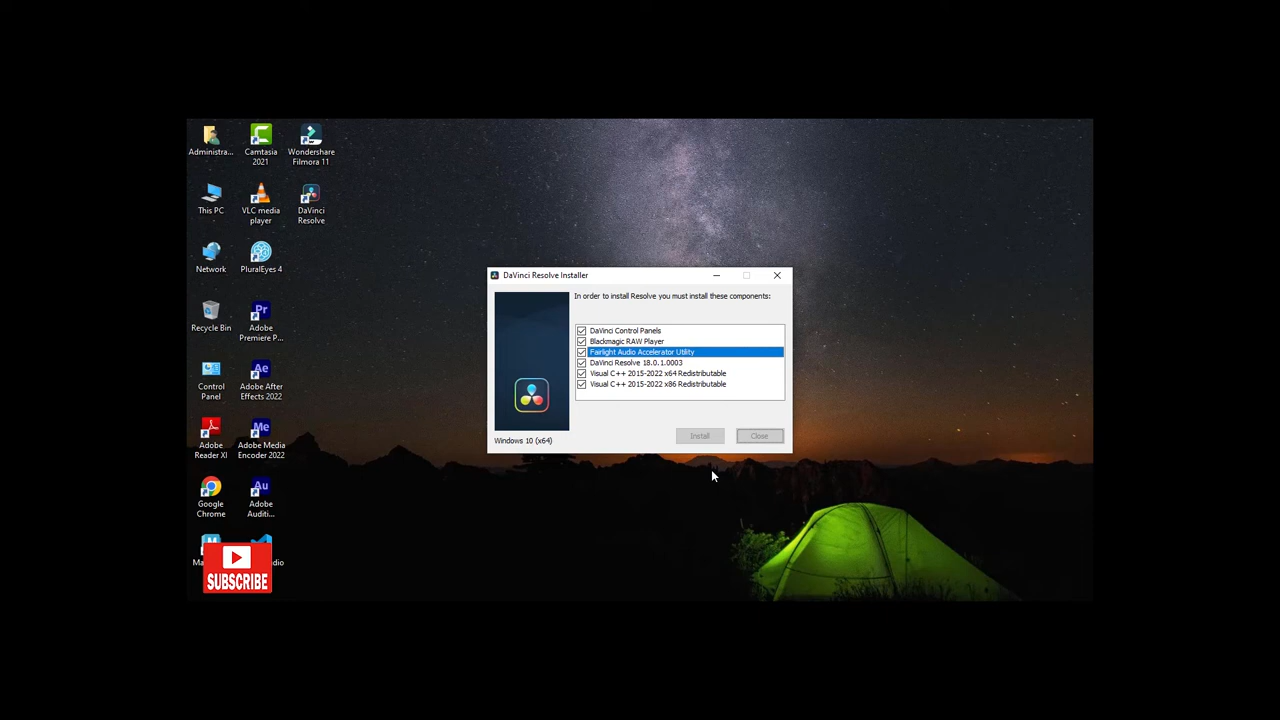 Administra...
Camtasia
2021
Wondershare
Filmora 11
This PC
VLC media
player
DaVinci
Resolve
Network
PluralEyes 4
Recycle Bin
Pr
Adobe
Premiere P...
Control
Panel
Ae
Adobe After
Effects 2022
Adobe
Reader XI
Me
Adobe Media
Encoder 2022
Google
Chrome
Au
Adobe
Auditi...
SUBSCRIBE
DaVinci Resolve Installer
In order to install Resolve you must install these components:
DaVinci Control Panels
Blackmagic RAW Player
Fairlight Audio Accelerator Utility
DaVinci Resolve 18.0.1.0003
Visual C++ 2015-2022 x64 Redistributable
Visual C++ 2015-2022 x86 Redistributable
Install
Close
Windows 10 (x64)